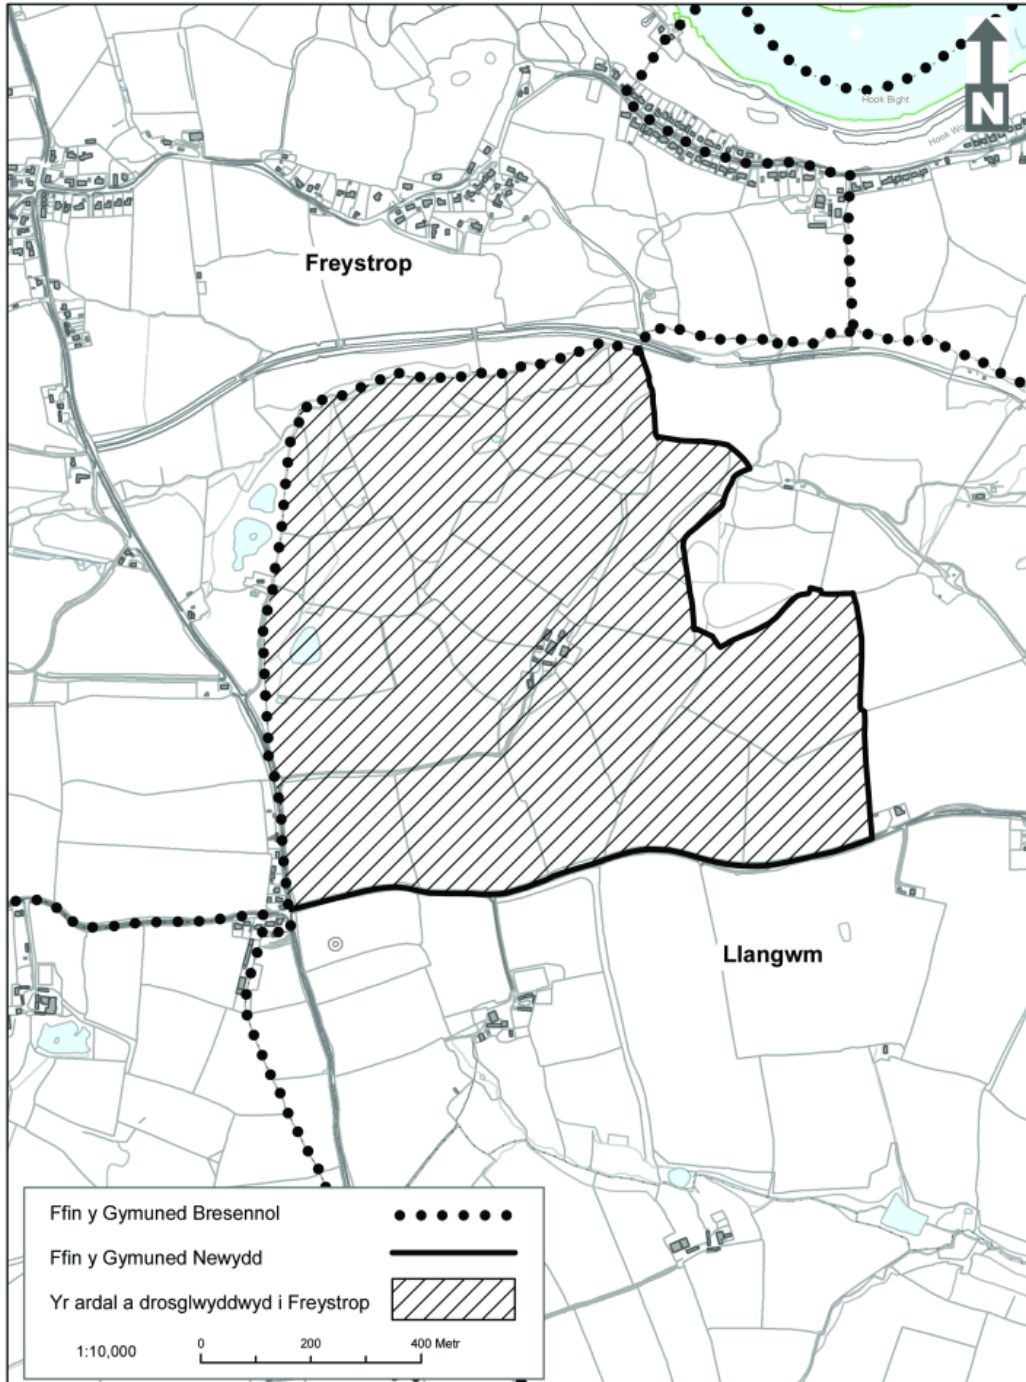 N
Hook Bight
Freystrop
Llangwm
Ffin y Gymuned Bresennol
Ffin y Gymuned Newydd
Yr ardal a drosglwyddwyd i Freystrop
1:10,000
0 200 400 Metr